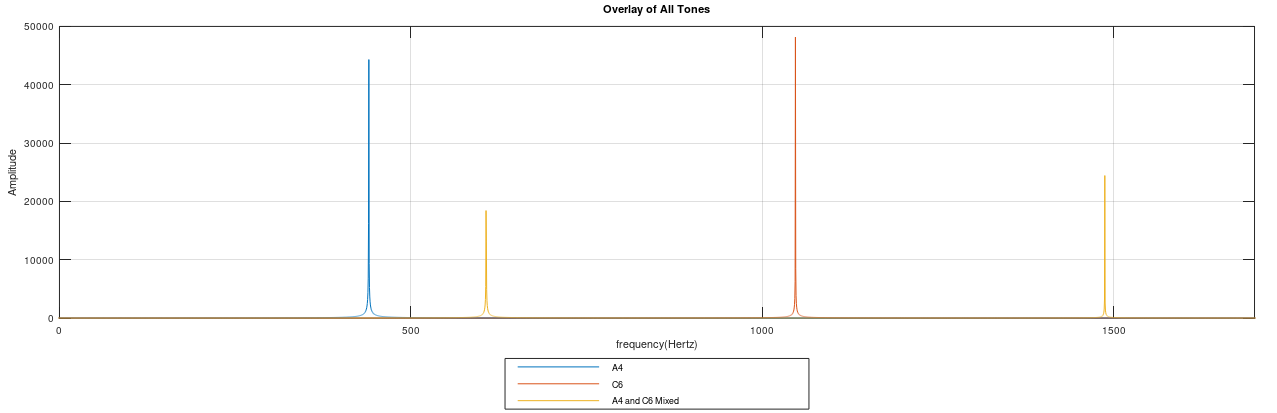 Overlay of All Tones
50000
40000
30000
20000
10000
0
Amplitude
0 500 1000 1500
frequency(Hertz)
A4
C6
A4 and C6 Mixed